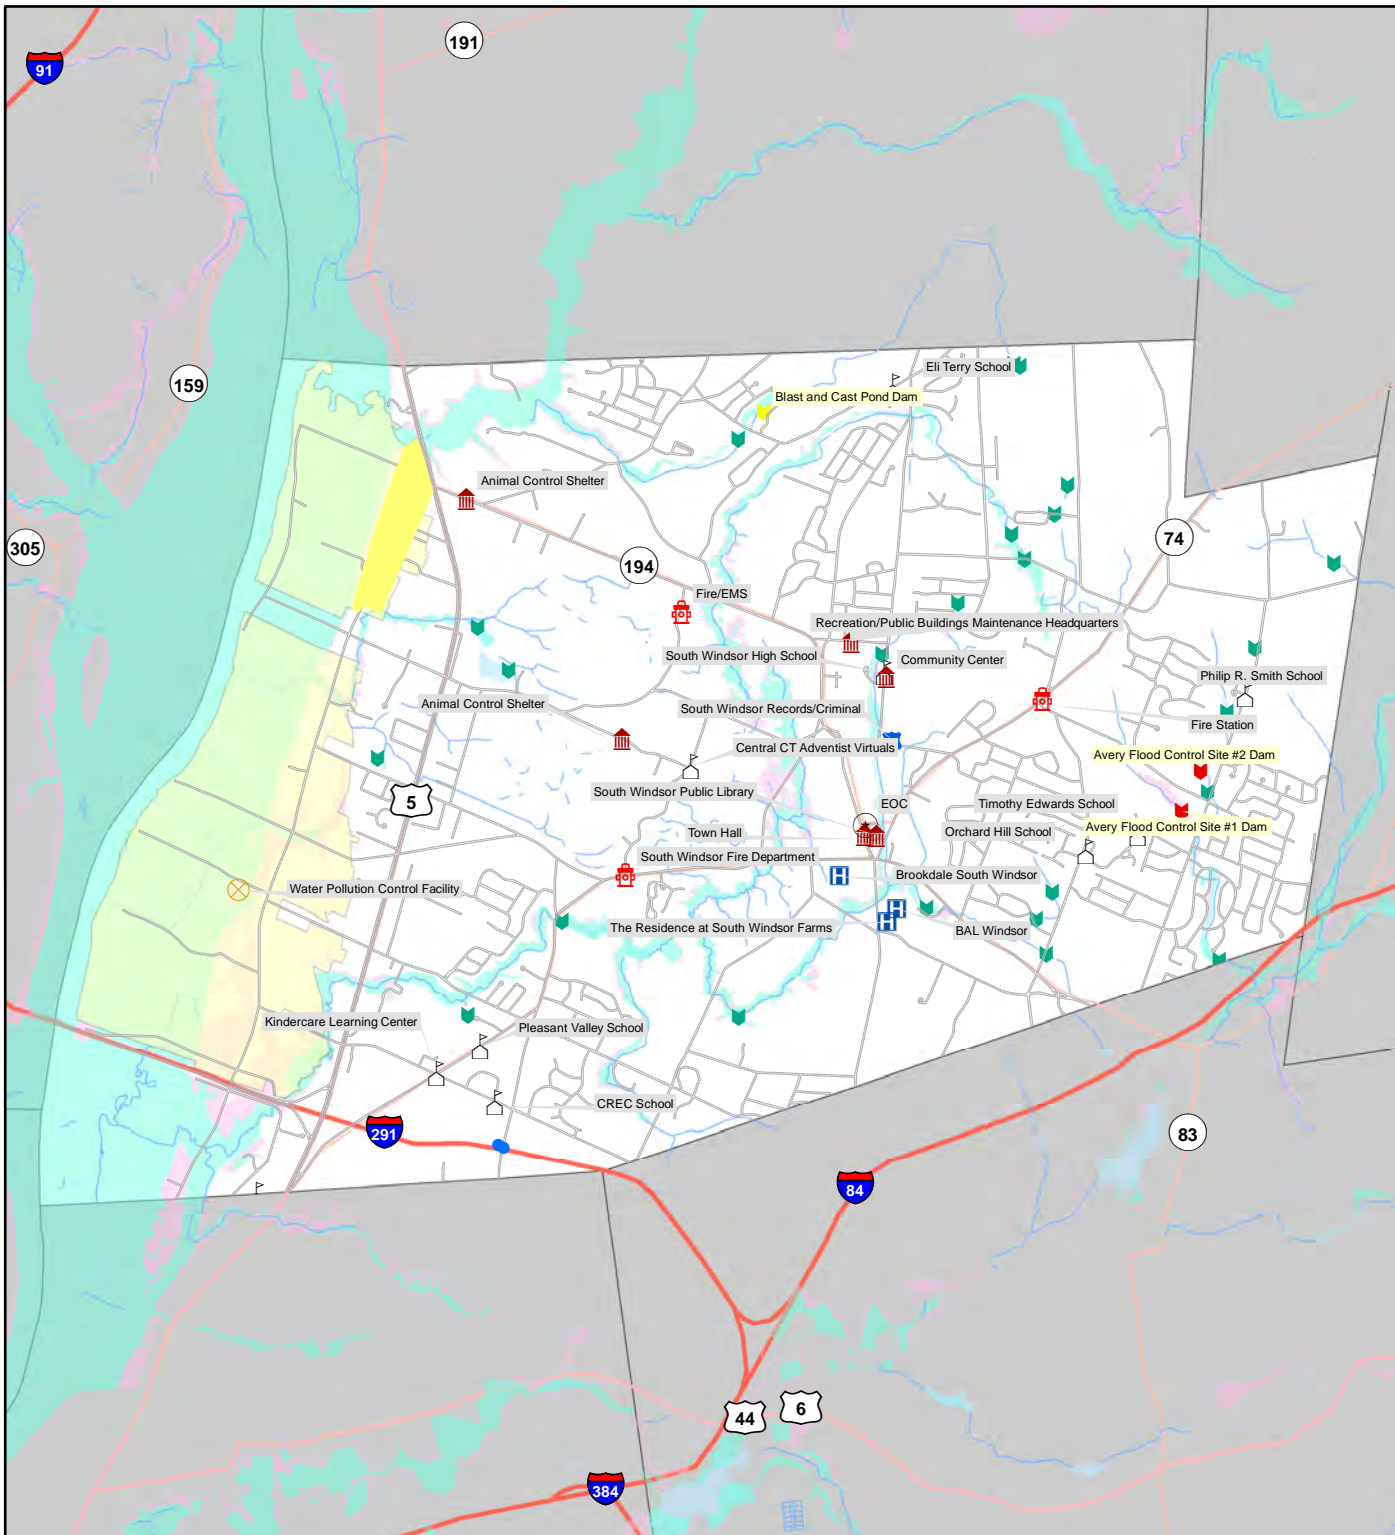 191
91
159
Eli Terry School
Blast and Cast Pond Dam
Animal Control Shelter
74
305
194
Fire/EMS
Recreation/Public Buildings Maintenance Headquarters
South Windsor High School
Community Center
Philip R. Smith School
Animal Control Shelter
South Windsor Records/Criminal
Fire Station
Central CT Adventist Virtuals
Avery Flood Control Site #2 Dam
South Windsor Public Library
5
EOC
Timothy Edwards School
Town Hall
Orchard Hill School
Avery Flood Control Site #1 Dam
South Windsor Fire Department
Brookdale South Windsor
Water Pollution Control Facility
The Residence at South Windsor Farms
BAL Windsor
Kindercare Learning Center
Pleasant Valley School
CREC School
291
83
84
44
6
384